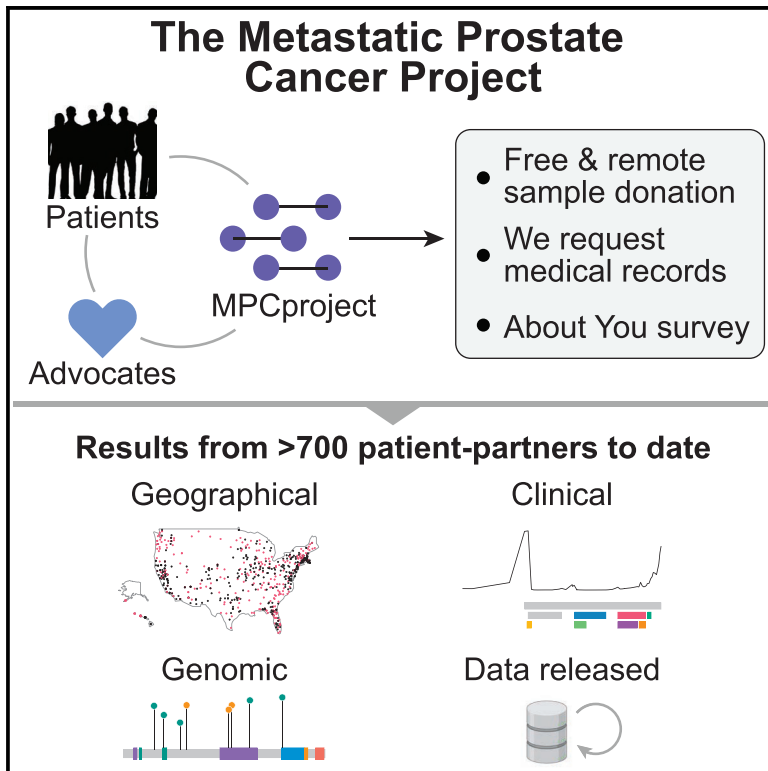 The Metastatic Prostate
Cancer Project
Patients
Advocates
MPCproject
• Free & remote
sample donation
• We request
medical records
• About You survey
Results from >700 patient-partners to date
Geographical
Clinical
Genomic
Data released